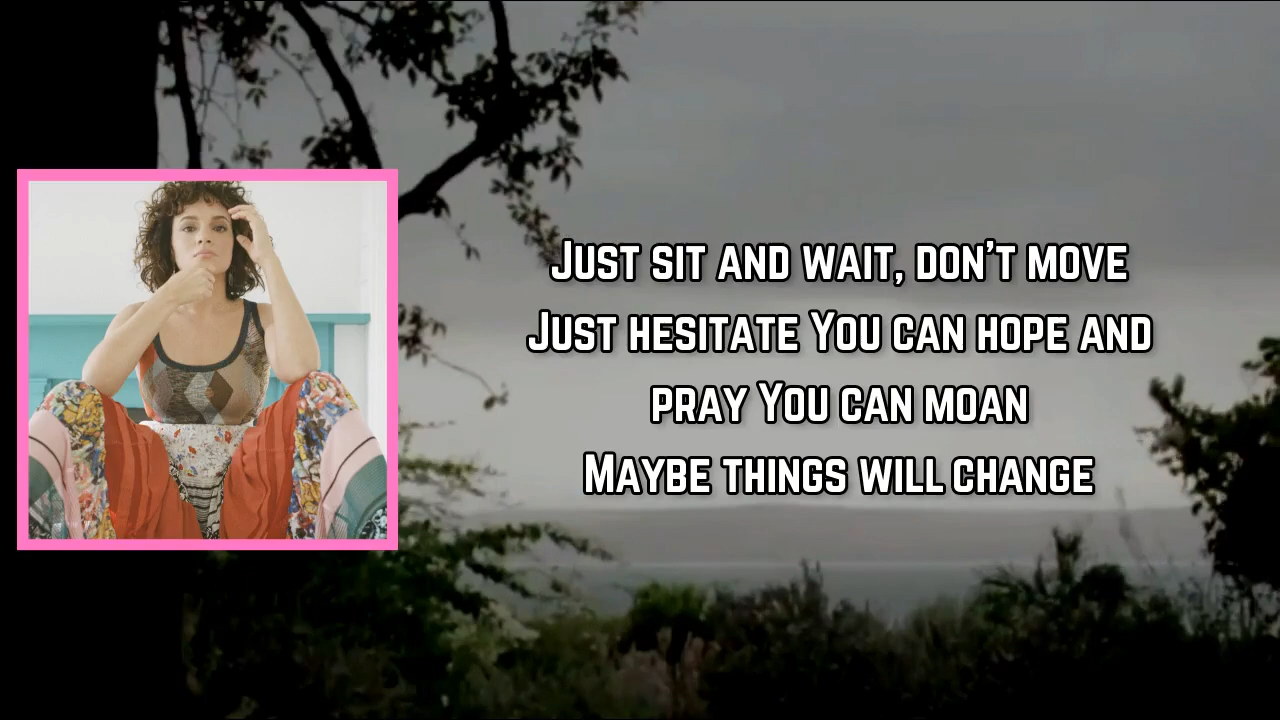 Just sit and wait, don't move
Just hesitate You can hope and
pray You can moan
Maybe things will change